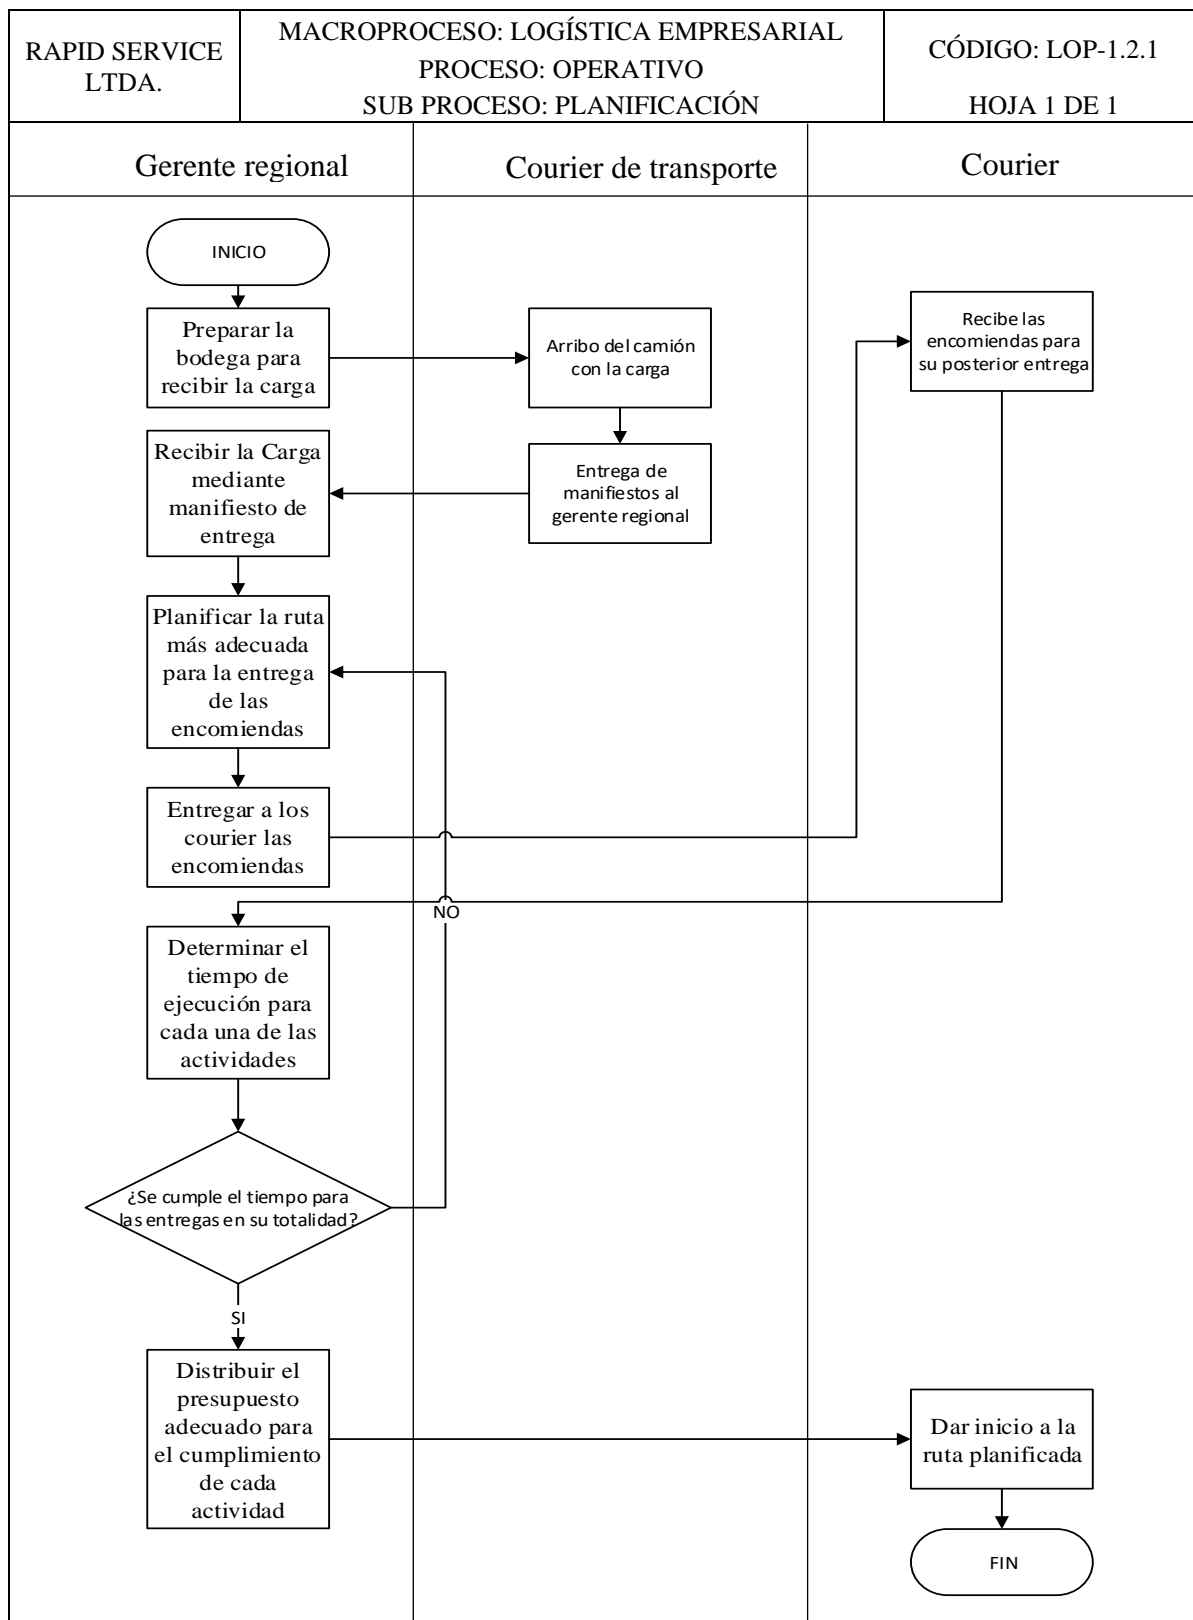 RAPID SERVICE
LTDA.
MACROPROCESO: LOGÍSTICA EMPRESARIAL
PROCESO: OPERATIVO
SUB PROCESO: PLANIFICACIÓN
CÓDIGO: LOP-1.2.1
HOJA 1 DE 1
Gerente regional
Courier de transporte
Courier
INICIO
Preparar la
bodega para
recibir la carga
Arribo del camión
con la carga
Recibe las
encomiendas para
su posterior entrega
Recibir la Carga
mediante
manifiesto de
entrega
Entrega de
manifiestos al
gerente regional
Planificar la ruta
más adecuada
para la entrega
de las
encomiendas
Entregar a los
courier las
encomiendas
NO
Determinar el
tiempo de
ejecución para
cada una de las
actividades
¿Se cumple el tiempo para
las entregas en su totalidad?
SI
Distribuir el
presupuesto
adecuado para
el cumplimiento
de cada
actividad
Dar inicio a la
ruta planificada
FIN